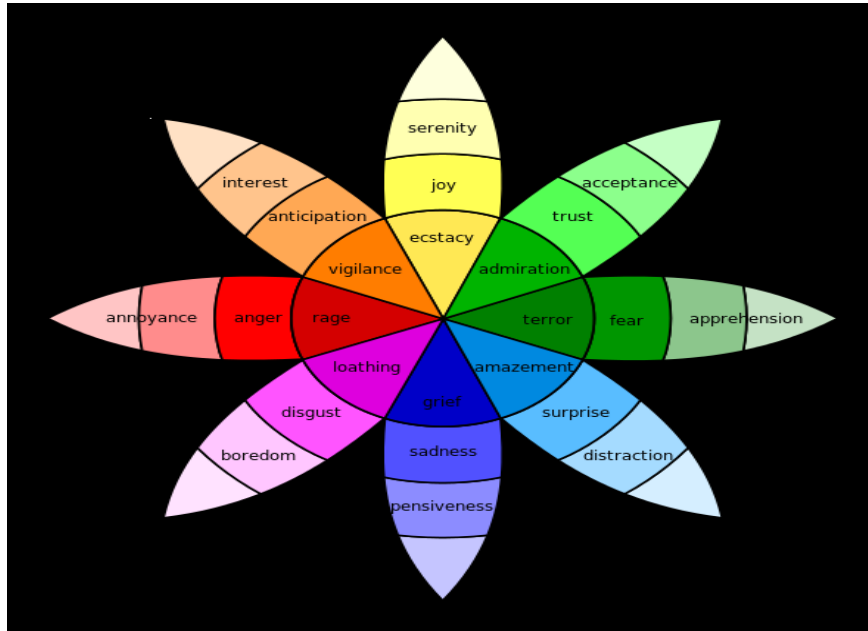 serenity
interest
acceptance
joy
anticipation
trust
ecstacy
vigilance
admiration
annoyance
anger
rage
terror
fear
apprehension
loathing
amazement
grief
disgust
surprise
sadness
boredom
distraction
pensiveness